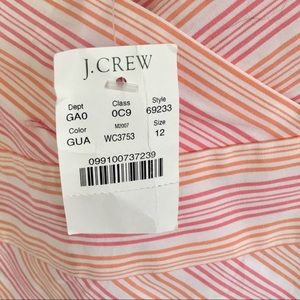 J.CREW
Dept Class Style
GA0 0C9 69233
Color M2007 Size
GUA WC3753 12
099100737239